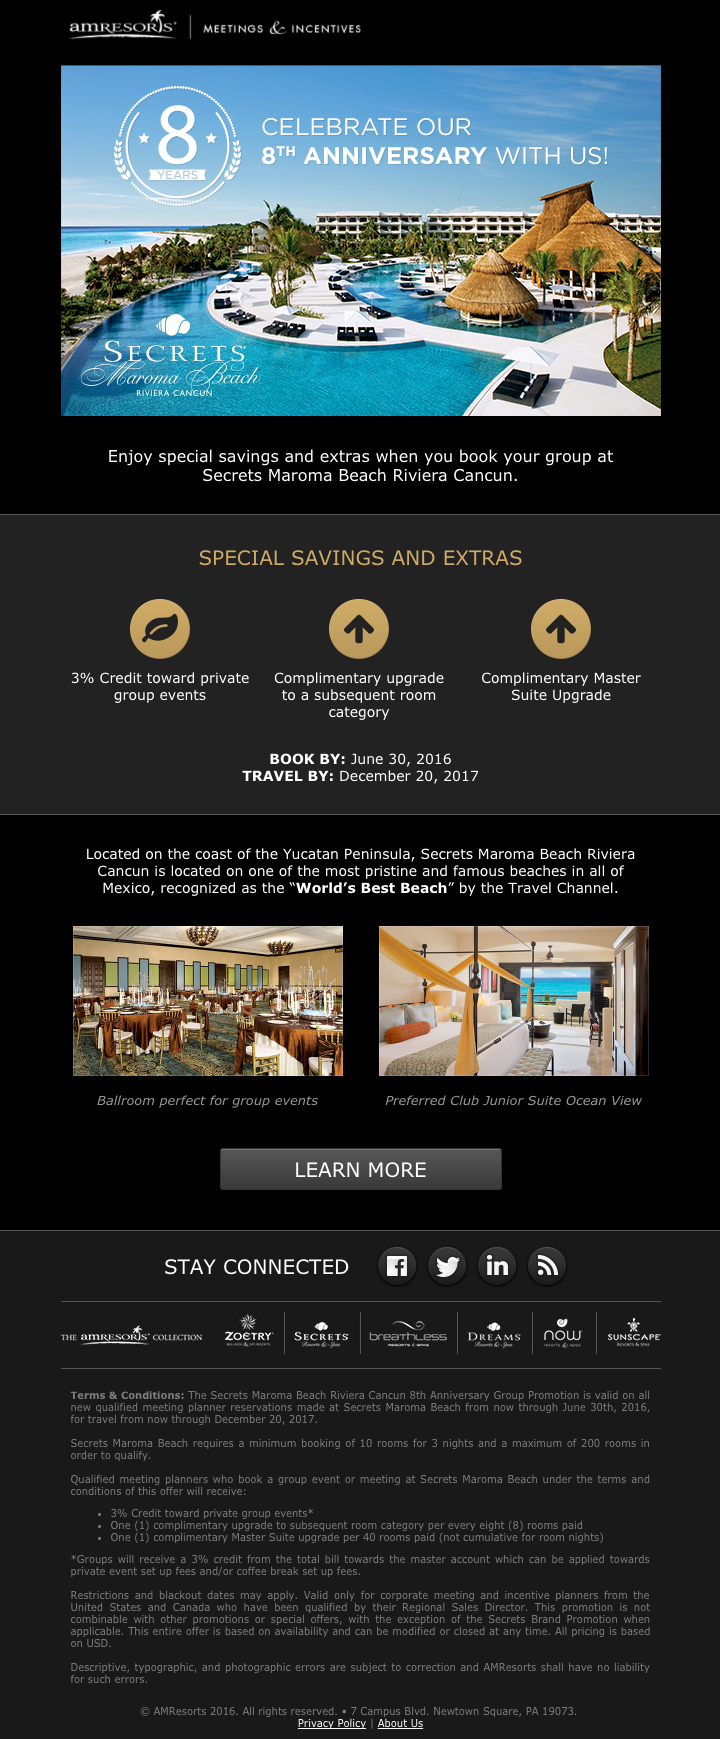 amresorts® | MEETINGS & INCENTIVES
8
YEARS
CELEBRATE OUR
8TH ANNIVERSARY WITH US!
SECRETS®
Maroma Beach
RIVIERA CANCUN
Enjoy special savings and extras when you book your group at
Secrets Maroma Beach Riviera Cancun.
SPECIAL SAVINGS AND EXTRAS
3% Credit toward private
group events
Complimentary upgrade
to a subsequent room
category
Complimentary Master
Suite Upgrade
BOOK BY: June 30, 2016
TRAVEL BY: December 20, 2017
Located on the coast of the Yucatan Peninsula, Secrets Maroma Beach Riviera
Cancun is located on one of the most pristine and famous beaches in all of
Mexico, recognized as the “World’s Best Beach” by the Travel Channel.
Ballroom perfect for group events
Preferred Club Junior Suite Ocean View
LEARN MORE
STAY CONNECTED
THE amresorts® COLLECTION
ZOËTRY
WELLNESS & SPA RESORTS
SECRETS
Resorts & Spas
breathless
RESORTS & SPAS
DREAMS
Resorts & Spas
now
resorts & spas
SUNSCAPE
RESORTS & SPAS
Terms & Conditions: The Secrets Maroma Beach Riviera Cancun 8th Anniversary Group Promotion is valid on all
new qualified meeting planner reservations made at Secrets Maroma Beach from now through June 30th, 2016,
for travel from now through December 20, 2017.
Secrets Maroma Beach requires a minimum booking of 10 rooms for 3 nights and a maximum of 200 rooms in
order to qualify.
Qualified meeting planners who book a group event or meeting at Secrets Maroma Beach under the terms and
conditions of this offer will receive:
• 3% Credit toward private group events*
• One (1) complimentary upgrade to subsequent room category per every eight (8) rooms paid
• One (1) complimentary Master Suite upgrade per 40 rooms paid (not cumulative for room nights)
*Groups will receive a 3% credit from the total bill towards the master account which can be applied towards
private event set up fees and/or coffee break set up fees.
Restrictions and blackout dates may apply. Valid only for corporate meeting and incentive planners from the
United States and Canada who have been qualified by their Regional Sales Director. This promotion is not
combinable with other promotions or special offers, with the exception of the Secrets Brand Promotion when
applicable. This entire offer is based on availability and can be modified or closed at any time. All pricing is based
on USD.
Descriptive, typographic, and photographic errors are subject to correction and AMResorts shall have no liability
for such errors.
© AMResorts 2016. All rights reserved. • 7 Campus Blvd. Newtown Square, PA 19073.
Privacy Policy | About Us